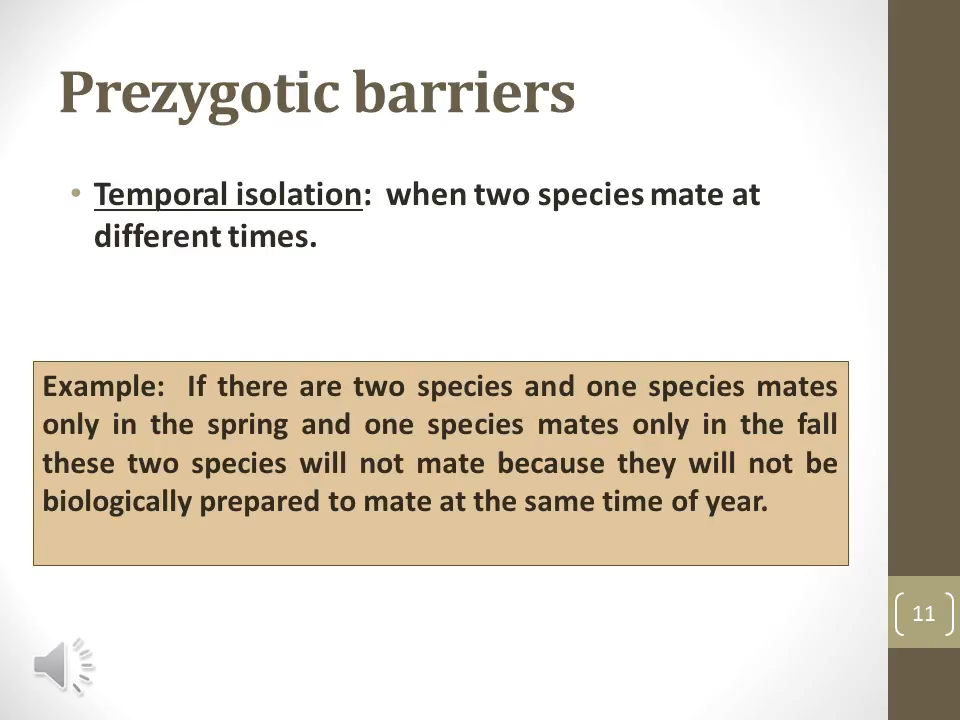 Prezygotic barriers
• Temporal isolation: when two species mate at
different times.
Example: If there are two species and one species mates
only in the spring and one species mates only in the fall
these two species will not mate because they will not be
biologically prepared to mate at the same time of year.
11